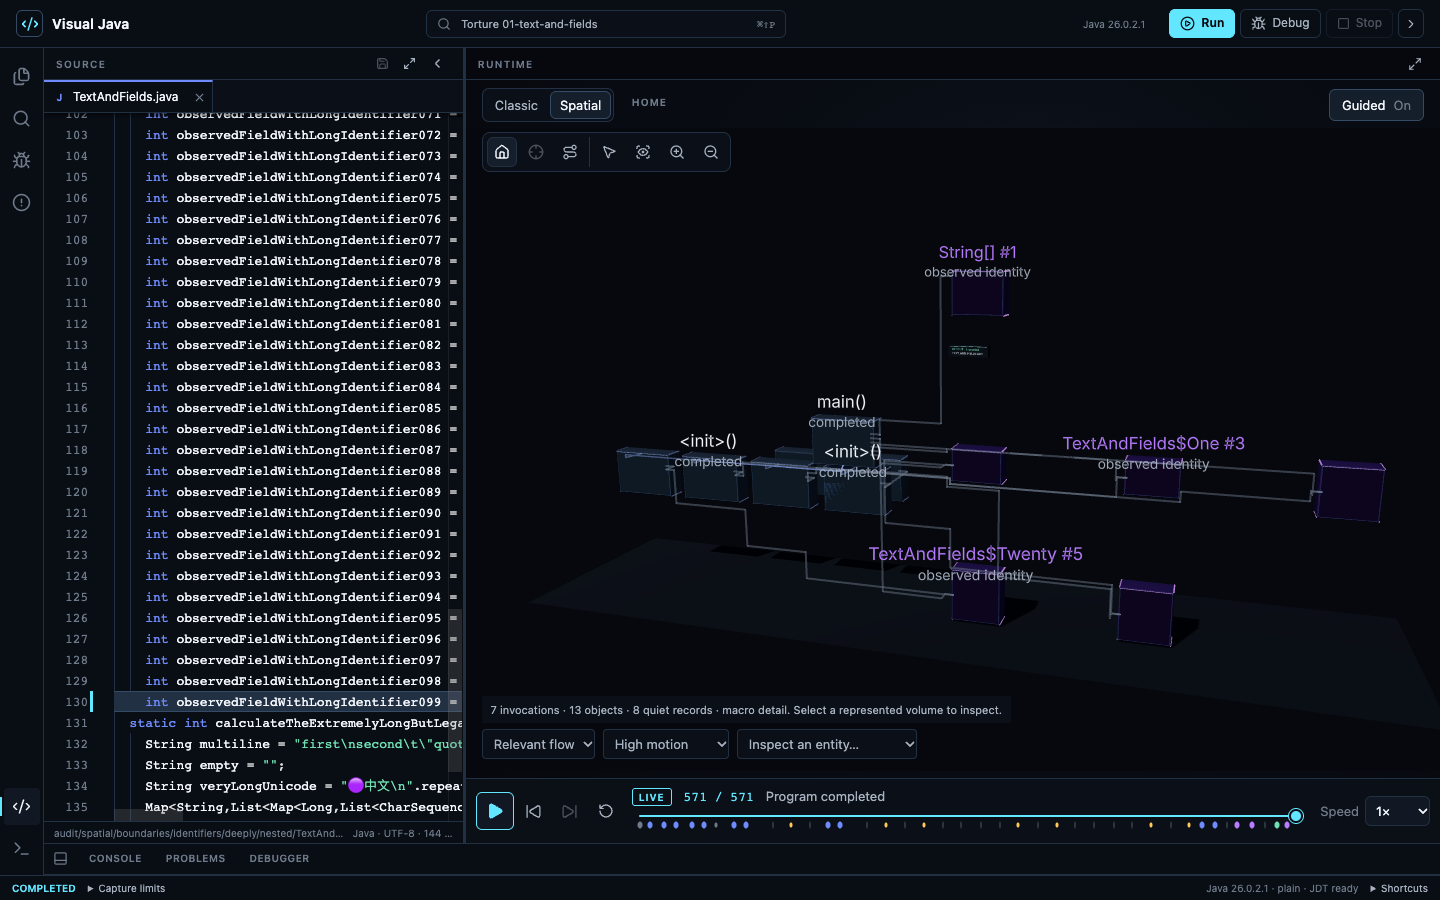 Visual Java
Torture 01-text-and-fields
⌘⇧P
Java 26.0.2.1
Run
Debug
Stop
SOURCE
RUNTIME
J TextAndFields.java
Classic
Spatial
HOME
Guided On
102 int observedFieldWithLongIdentifier071 =
103 int observedFieldWithLongIdentifier072 =
104 int observedFieldWithLongIdentifier073 =
105 int observedFieldWithLongIdentifier074 =
106 int observedFieldWithLongIdentifier075 =
107 int observedFieldWithLongIdentifier076 =
108 int observedFieldWithLongIdentifier077 =
109 int observedFieldWithLongIdentifier078 =
110 int observedFieldWithLongIdentifier079 =
111 int observedFieldWithLongIdentifier080 =
112 int observedFieldWithLongIdentifier081 =
113 int observedFieldWithLongIdentifier082 =
114 int observedFieldWithLongIdentifier083 =
115 int observedFieldWithLongIdentifier084 =
116 int observedFieldWithLongIdentifier085 =
117 int observedFieldWithLongIdentifier086 =
118 int observedFieldWithLongIdentifier087 =
119 int observedFieldWithLongIdentifier088 =
120 int observedFieldWithLongIdentifier089 =
121 int observedFieldWithLongIdentifier090 =
122 int observedFieldWithLongIdentifier091 =
123 int observedFieldWithLongIdentifier092 =
124 int observedFieldWithLongIdentifier093 =
125 int observedFieldWithLongIdentifier094 =
126 int observedFieldWithLongIdentifier095 =
127 int observedFieldWithLongIdentifier096 =
128 int observedFieldWithLongIdentifier097 =
129 int observedFieldWithLongIdentifier098 =
130 int observedFieldWithLongIdentifier099 =
131 static int calculateTheExtremelyLongButLega
132 String multiline = "first\nsecond\t\"quot
133 String empty = "";
134 String veryLongUnicode = "🟣中文\n".repea
135 Map<String,List<Map<Long,List<CharSequenc
audit/spatial/boundaries/identifiers/deeply/nested/TextAnd...
Java · UTF-8 · 144 ...
String[] #1
observed identity
main()
completed
<init>()
completed
<init>()
completed
TextAndFields$One #3
observed identity
TextAndFields$Twenty #5
observed identity
7 invocations · 13 objects · 8 quiet records · macro detail. Select a represented volume to inspect.
Relevant flow
High motion
Inspect an entity...
LIVE 571 / 571 Program completed
Speed 1×
CONSOLE
PROBLEMS
DEBUGGER
COMPLETED
Capture limits
Java 26.0.2.1 · plain · JDT ready
Shortcuts